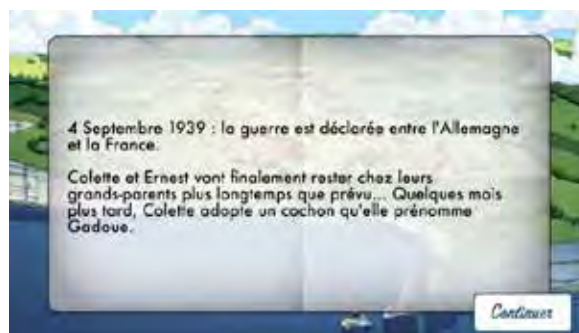 4 Septembre 1939 : la guerre est déclarée entre l'Allemagne
et la France.
Colette et Ernest vont finalement rester chez leurs
grands-parents plus longtemps que prévu... Quelques mois
plus tard, Colette adopte un cochon qu'elle prénomme
Gadoue.
Continuer